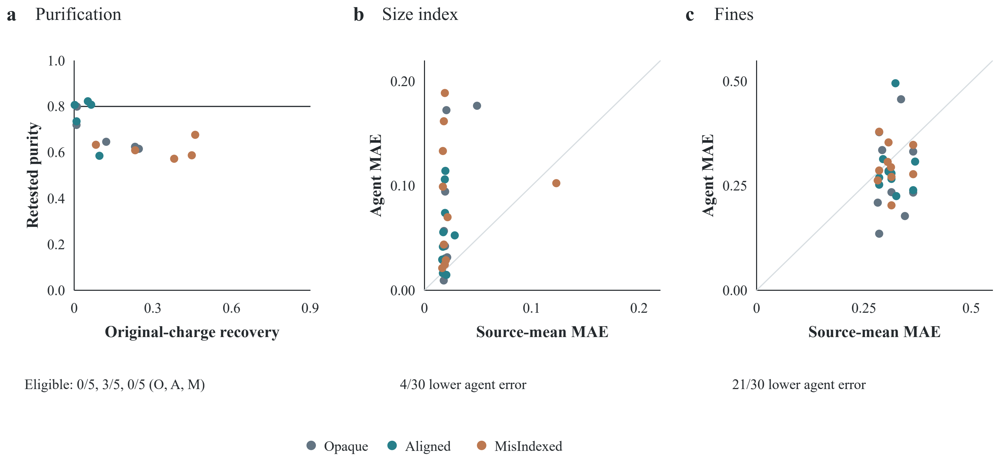 a Purification
1.0
0.8
0.6
0.4
0.2
0.0
Retested purity
0 0.3 0.6 0.9
Original-charge recovery
Eligible: 0/5, 3/5, 0/5 (O, A, M)
b Size index
0.20
0.10
0.00
Agent MAE
0 0.1 0.2
Source-mean MAE
4/30 lower agent error
c Fines
0.50
0.25
0.00
Agent MAE
0 0.25 0.5
Source-mean MAE
21/30 lower agent error
Opaque Aligned MisIndexed